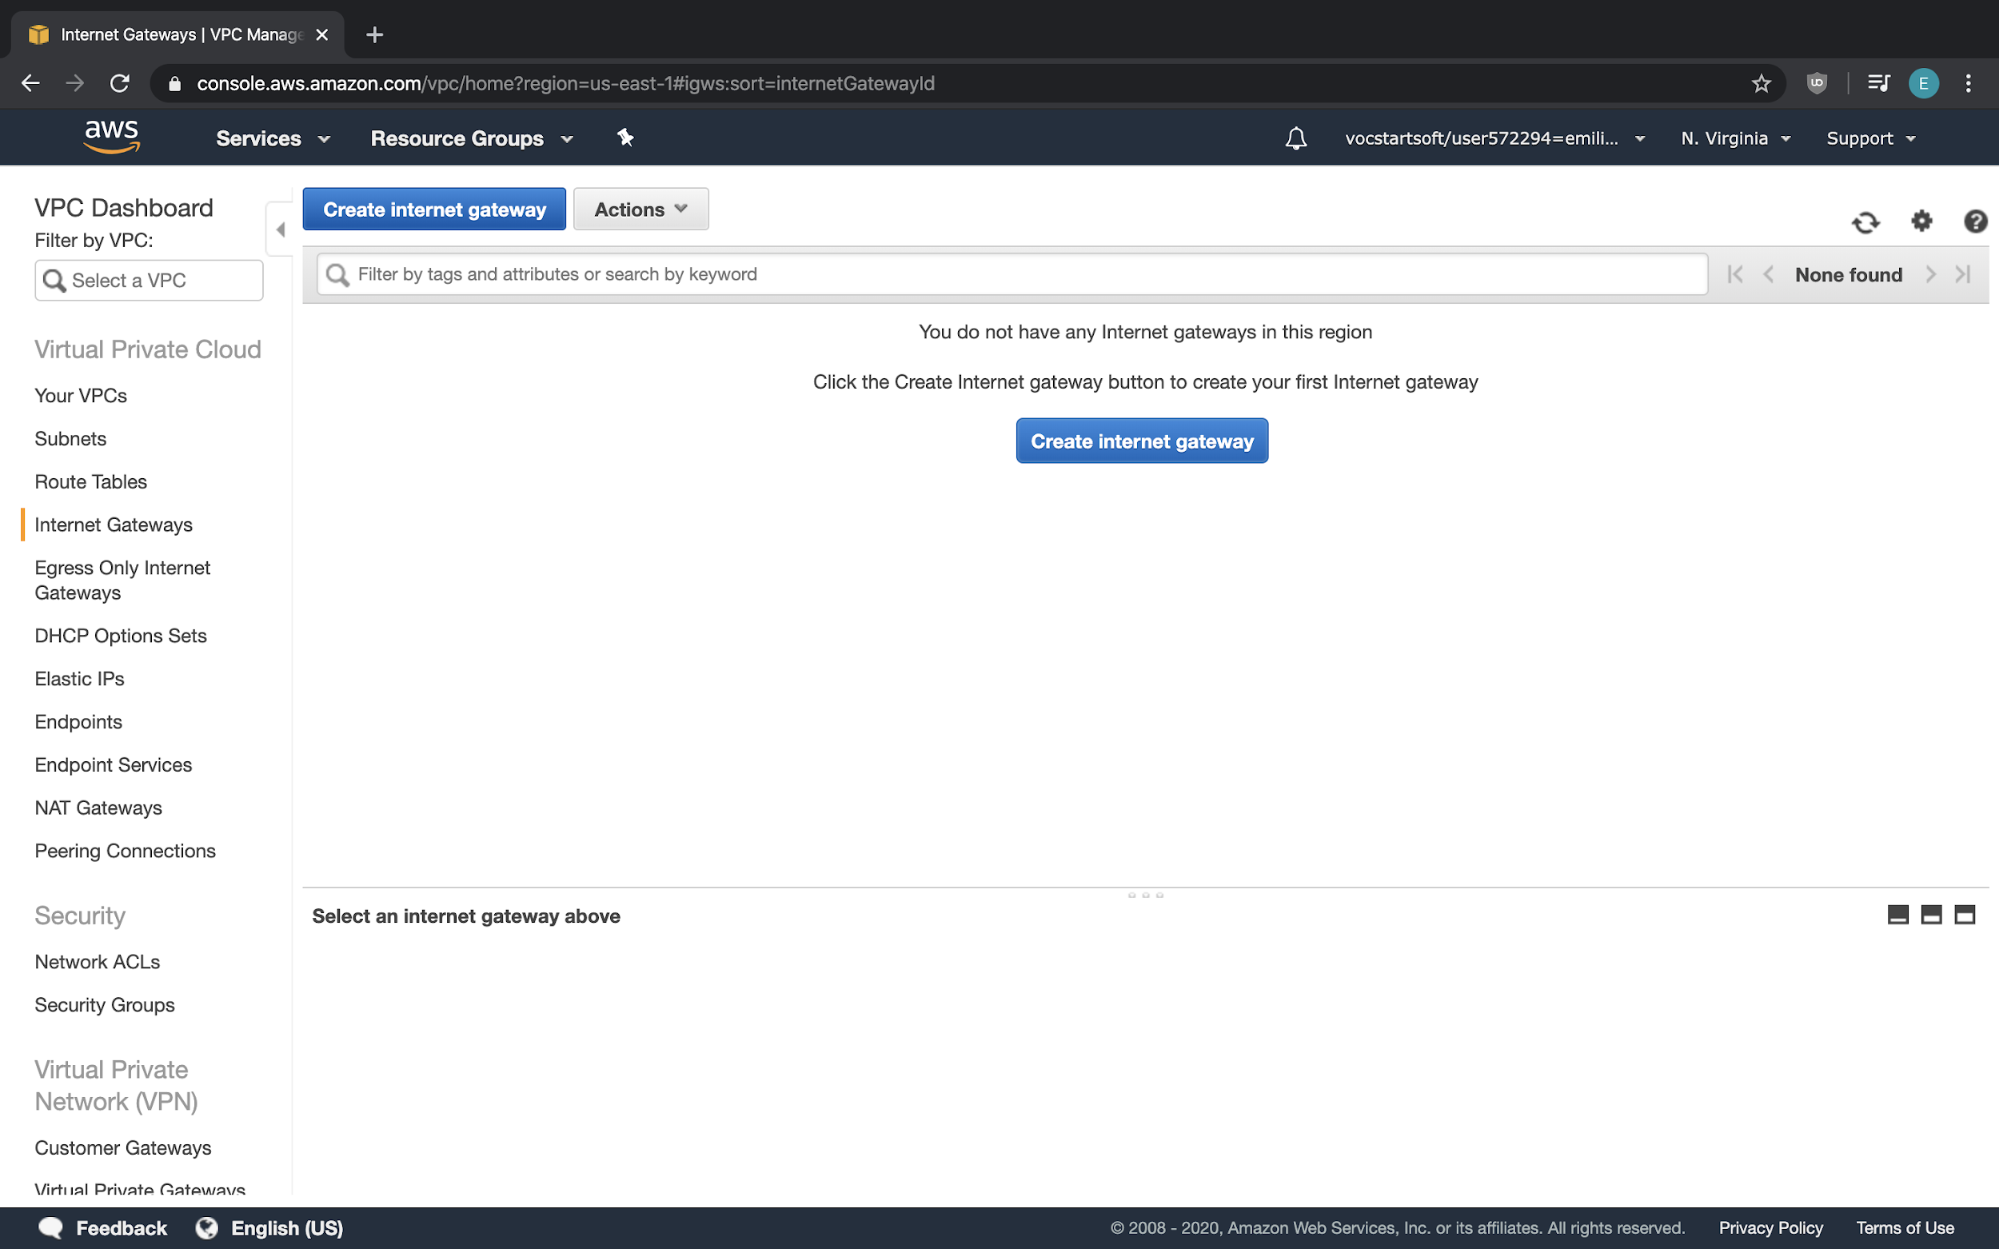 Internet Gateways | VPC Manage
console.aws.amazon.com/vpc/home?region=us-east-1#igws:sort=internetGatewayId
E
aws
Services
Resource Groups
vocstartsoft/user572294=emili...
N. Virginia
Support
VPC Dashboard
Filter by VPC:
Select a VPC
Virtual Private Cloud
Your VPCs
Subnets
Route Tables
Internet Gateways
Egress Only Internet
Gateways
DHCP Options Sets
Elastic IPs
Endpoints
Endpoint Services
NAT Gateways
Peering Connections
Security
Network ACLs
Security Groups
Virtual Private
Network (VPN)
Customer Gateways
Virtual Private Gateways
Create internet gateway
Actions
Filter by tags and attributes or search by keyword
None found
You do not have any Internet gateways in this region
Click the Create Internet gateway button to create your first Internet gateway
Create internet gateway
Select an internet gateway above
Feedback
English (US)
© 2008 - 2020, Amazon Web Services, Inc. or its affiliates. All rights reserved.
Privacy Policy
Terms of Use